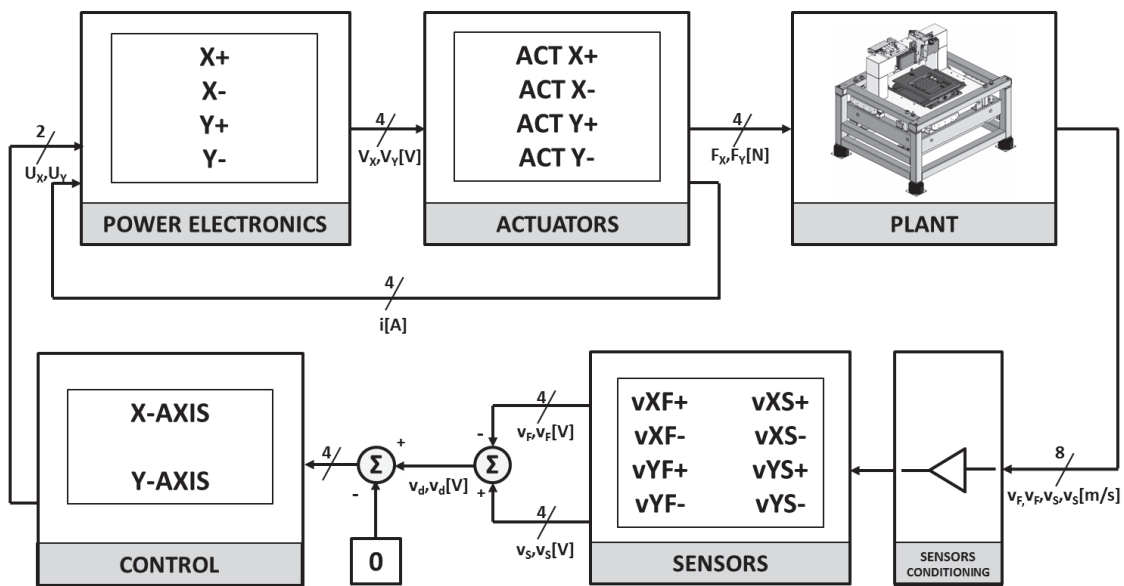 X+
X-
Y+
Y-
POWER ELECTRONICS
ACT X+
ACT X-
ACT Y+
ACT Y-
ACTUATORS
PLANT
2
U_X,U_Y
4
V_X,V_Y[V]
4
F_X,F_Y[N]
4
i[A]
X-AXIS
Y-AXIS
CONTROL
4
Σ
+
-
0
v_d,v_d[V]
Σ
-
+
4
v_F,v_F[V]
4
v_S,v_S[V]
vXF+ vXS+
vXF- vXS-
vYF+ vYS+
vYF- vYS-
SENSORS
SENSORS
CONDITIONING
8
v_F,v_F,v_S,v_S[m/s]